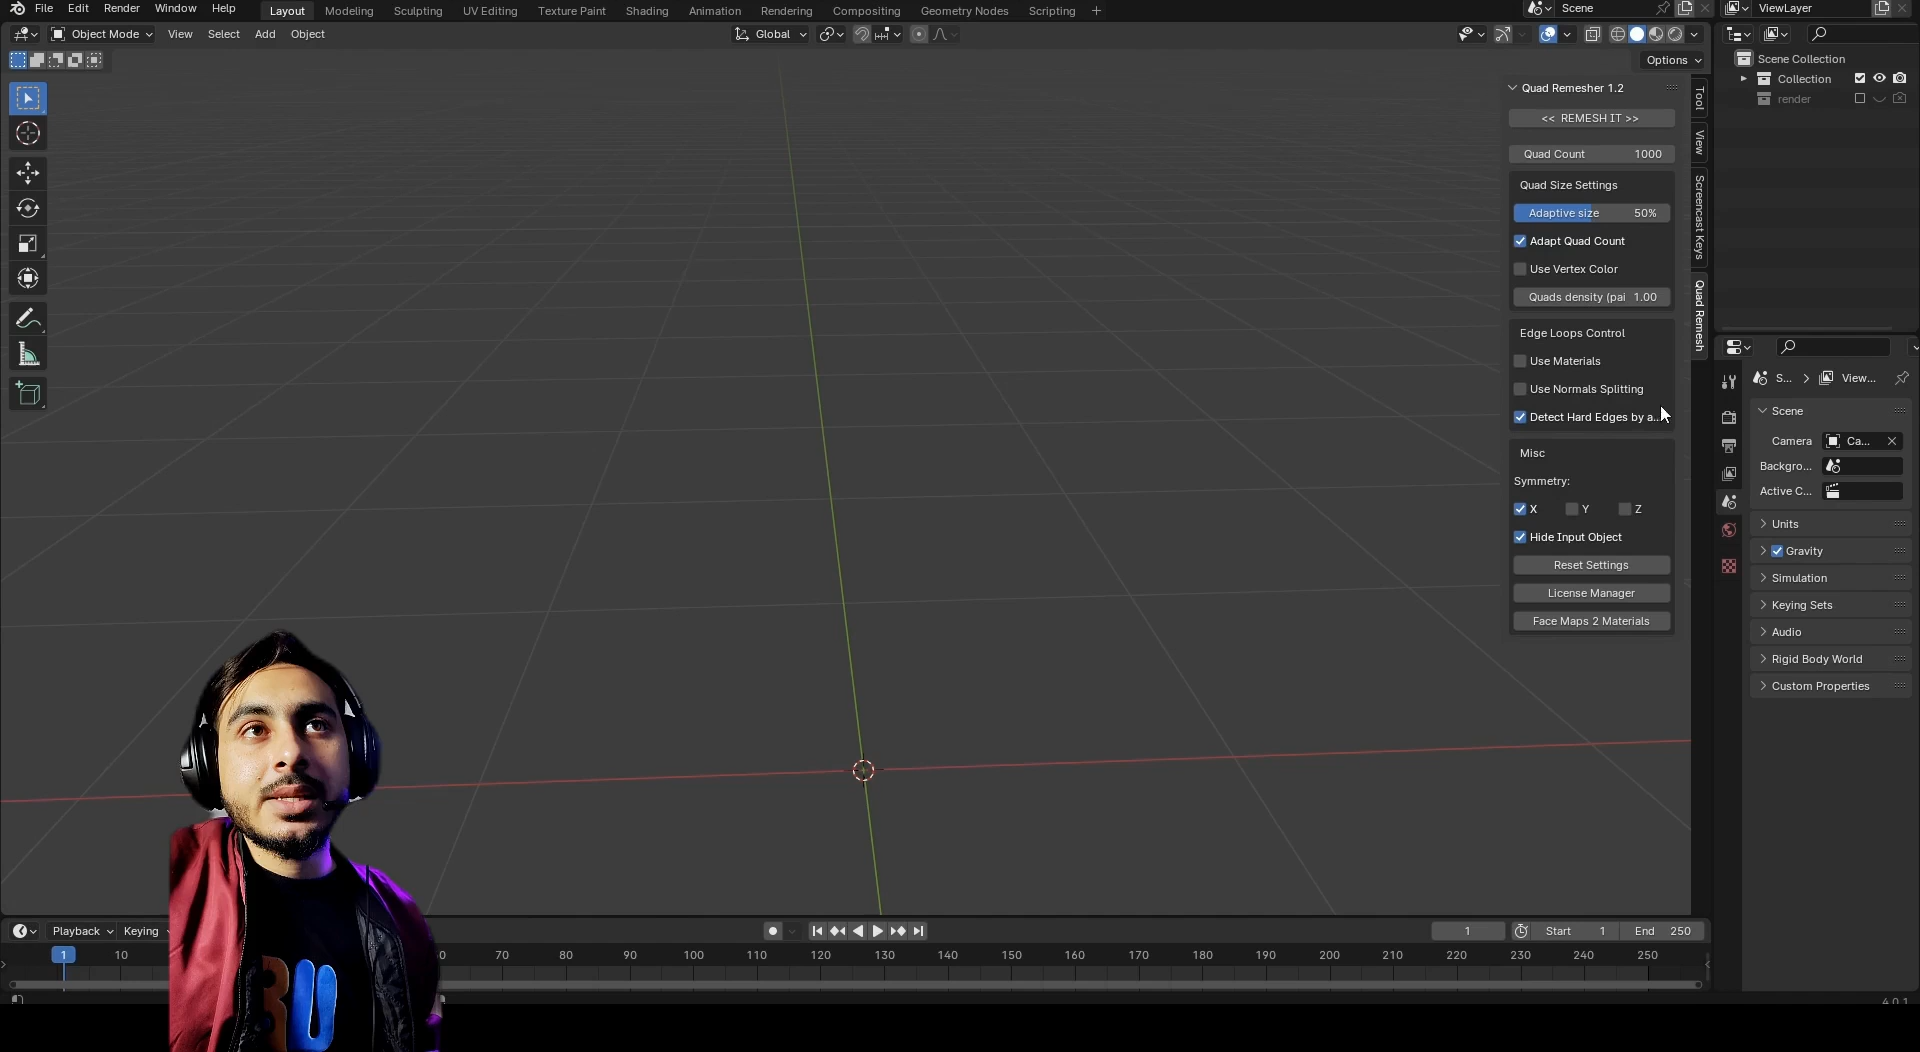 File Edit Render Window Help Layout Modeling Sculpting UV Editing Texture Paint Shading Animation Rendering Compositing Geometry Nodes Scripting + Scene ViewLayer
Object Mode View Select Add Object Global
Options
Scene Collection
Collection
render
Quad Remesher 1.2
<< REMESH IT >>
Quad Count 1000
Quad Size Settings
Adaptive size 50%
Adapt Quad Count
Use Vertex Color
Quads density (pai 1.00
Edge Loops Control
Use Materials
Use Normals Splitting
Detect Hard Edges by a...
Misc
Symmetry:
X Y Z
Hide Input Object
Reset Settings
License Manager
Face Maps 2 Materials
Tool
View
Screencast Keys
Quad Remesh
S... View...
Scene
Camera Ca...
Backgro...
Active C...
Units
Gravity
Simulation
Keying Sets
Audio
Rigid Body World
Custom Properties
Playback Keying 1 Start 1 End 250
1 10 70 80 90 100 110 120 130 140 150 160 170 180 190 200 210 220 230 240 250
4.0.1